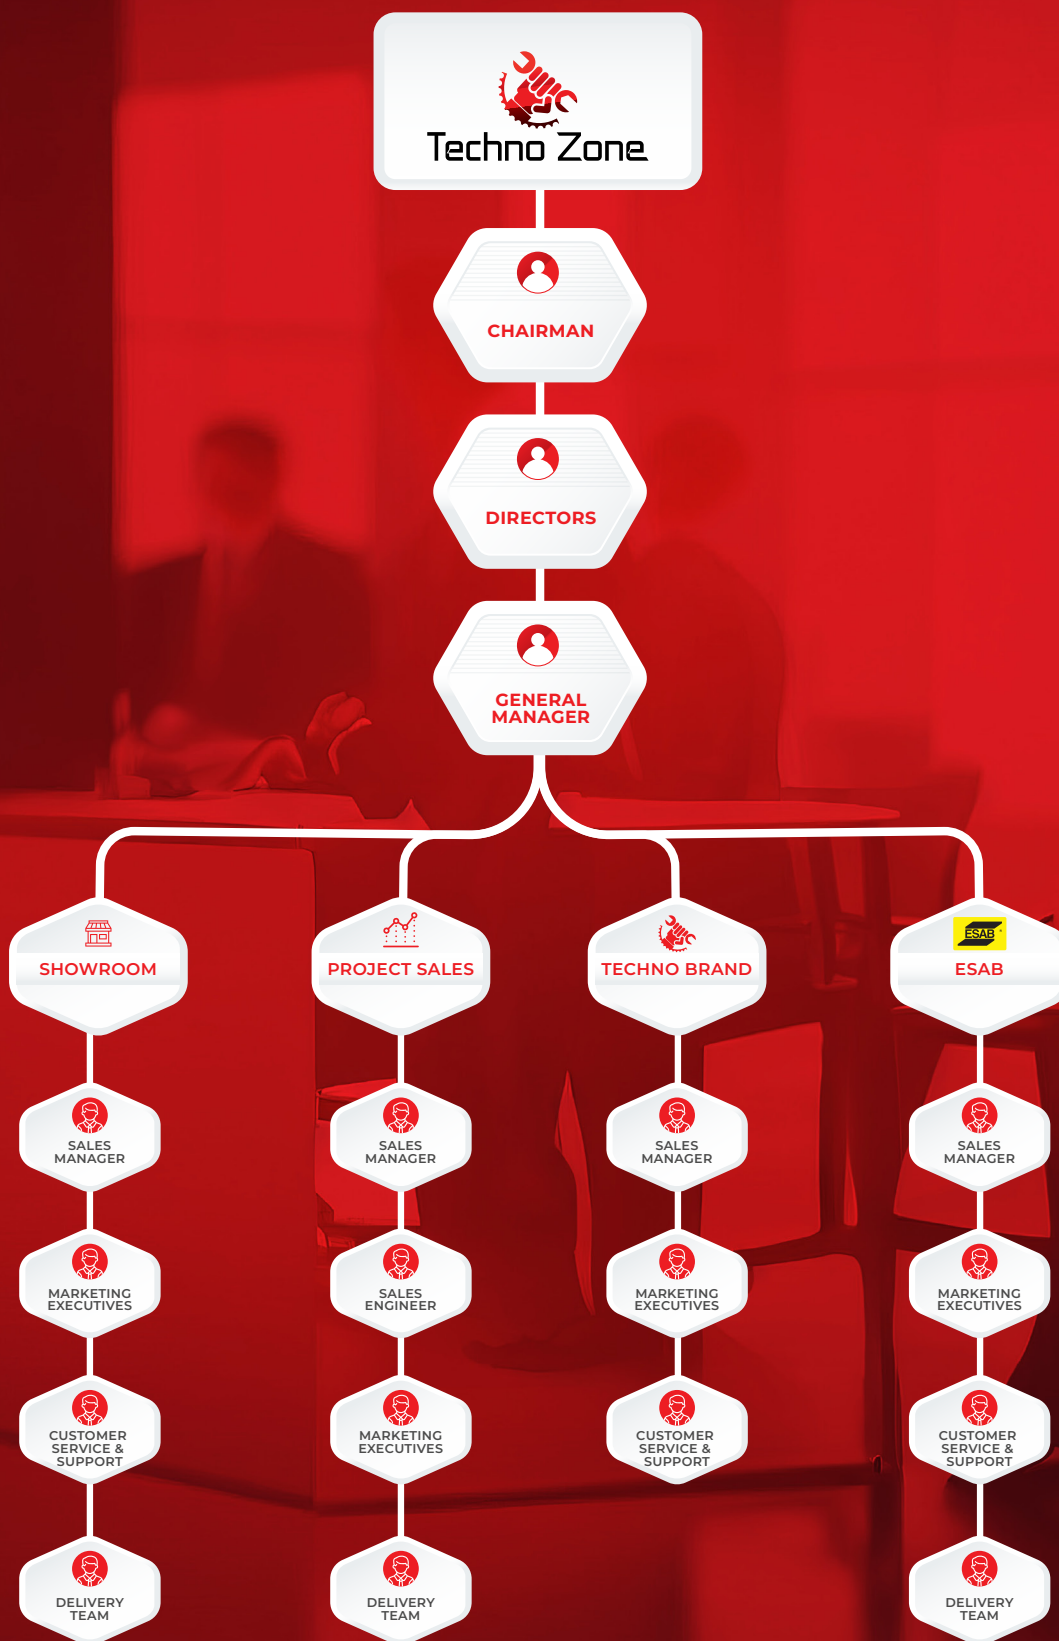 Techno Zone
CHAIRMAN
DIRECTORS
GENERAL
MANAGER
SHOWROOM
PROJECT SALES
TECHNO BRAND
ESAB
ESAB
SALES
MANAGER
SALES
MANAGER
SALES
MANAGER
SALES
MANAGER
MARKETING
EXECUTIVES
SALES
ENGINEER
MARKETING
EXECUTIVES
MARKETING
EXECUTIVES
CUSTOMER
SERVICE &
SUPPORT
MARKETING
EXECUTIVES
CUSTOMER
SERVICE &
SUPPORT
CUSTOMER
SERVICE &
SUPPORT
DELIVERY
TEAM
DELIVERY
TEAM
DELIVERY
TEAM